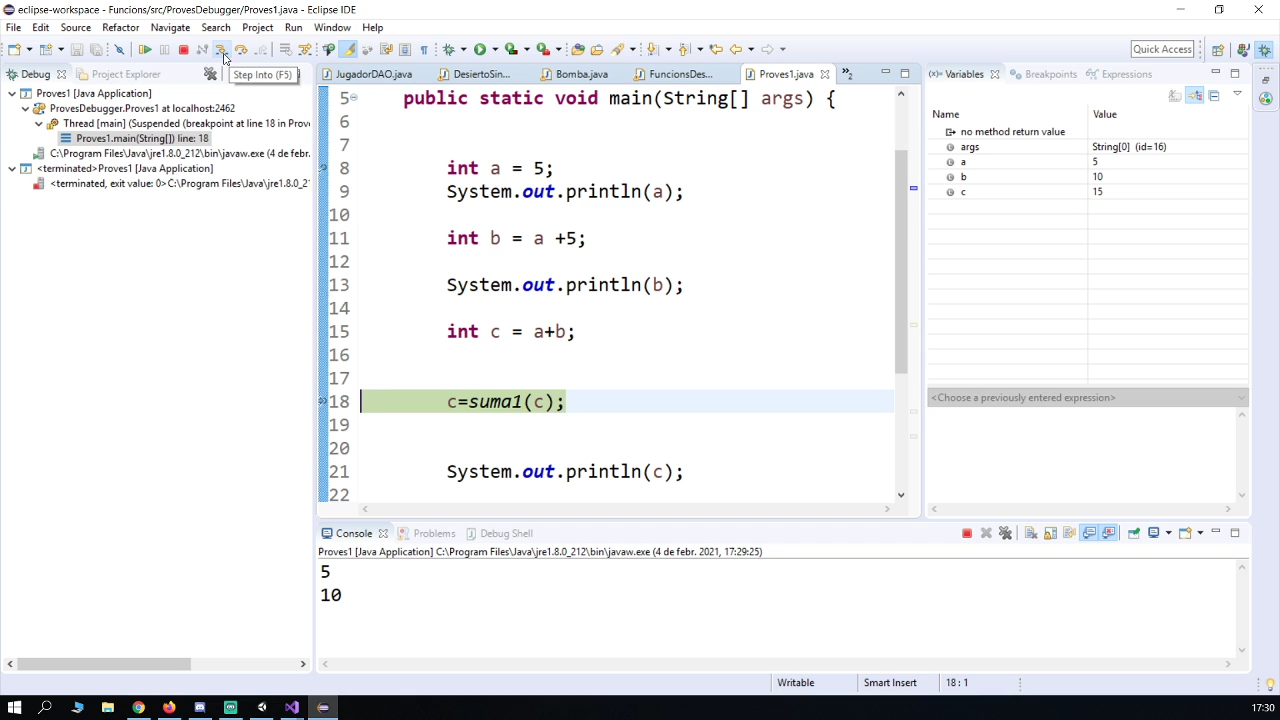 eclipse-workspace - Funcions/src/ProvesDebugger/Proves1.java - Eclipse IDE
File Edit Source Refactor Navigate Search Project Run Window Help
Quick Access
Debug Project Explorer
Step Into (F5)
JugadorDAO.java DesiertoSin... Bomba.java FuncionsDes... Proves1.java »2
Variables Breakpoints Expressions
Proves1 [Java Application]
ProvesDebugger.Proves1 at localhost:2462
Thread [main] (Suspended (breakpoint at line 18 in Prov
Proves1.main(String[]) line: 18
C:\Program Files\Java\jre1.8.0_212\bin\javaw.exe (4 de febr.
<terminated>Proves1 [Java Application]
<terminated, exit value: 0>C:\Program Files\Java\jre1.8.0_2
5 public static void main(String[] args) {
6
7
8 int a = 5;
9 System.out.println(a);
10
11 int b = a +5;
12
13 System.out.println(b);
14
15 int c = a+b;
16
17
18 c=suma1(c);
19
20
21 System.out.println(c);
22
Name Value
no method return value
args String[0] (id=16)
a 5
b 10
c 15
<Choose a previously entered expression>
Console Problems Debug Shell
Proves1 [Java Application] C:\Program Files\Java\jre1.8.0_212\bin\javaw.exe (4 de febr. 2021, 17:29:25)
5
10
Writable Smart Insert 18 : 1
17:30